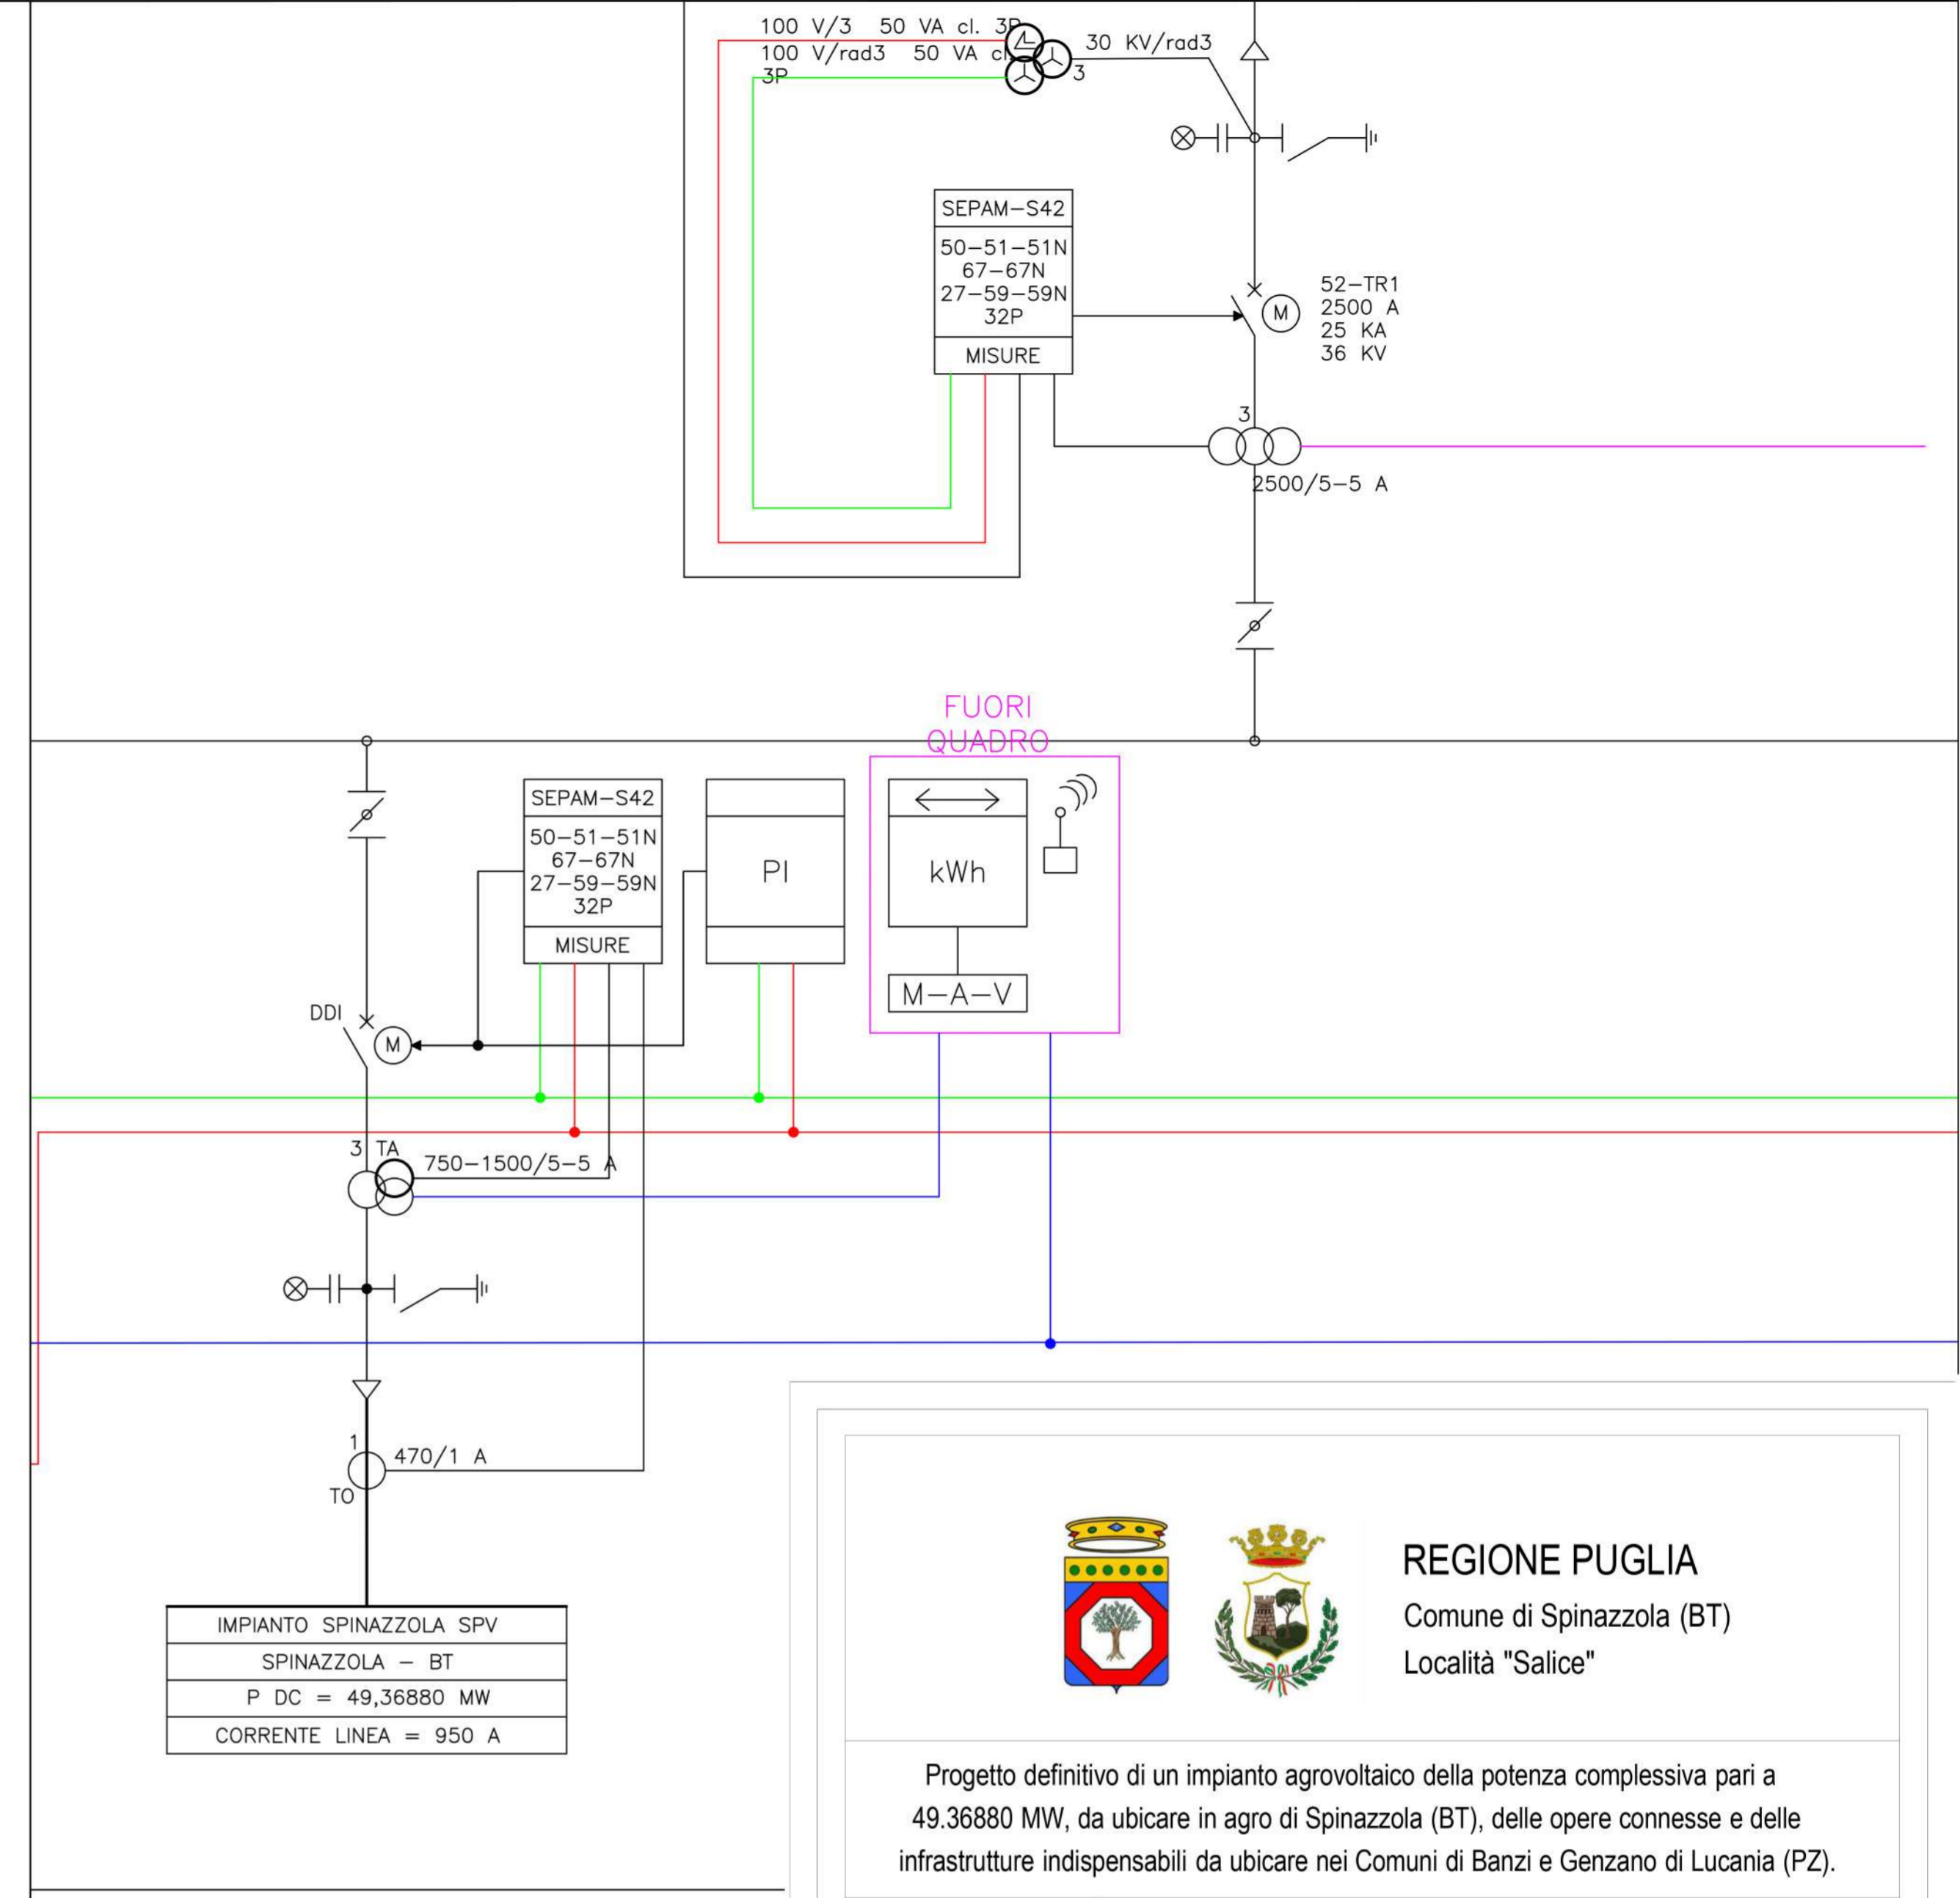 100 V/3 50 VA cl. 3P
100 V/rad3 50 VA cl.
3P
30 KV/rad3
3
SEPAM-S42
50-51-51N
67-67N
27-59-59N
32P
MISURE
M
52-TR1
2500 A
25 KA
36 KV
3
2500/5-5 A
FUORI
QUADRO
SEPAM-S42
50-51-51N
67-67N
27-59-59N
32P
MISURE
PI
kWh
M-A-V
DDI
M
3 TA
750-1500/5-5 A
1
470/1 A
TO
IMPIANTO SPINAZZOLA SPV
SPINAZZOLA - BT
P DC = 49,36880 MW
CORRENTE LINEA = 950 A
REGIONE PUGLIA
Comune di Spinazzola (BT)
Località "Salice"
Progetto definitivo di un impianto agrovoltaico della potenza complessiva pari a
49.36880 MW, da ubicare in agro di Spinazzola (BT), delle opere connesse e delle
infrastrutture indispensabili da ubicare nei Comuni di Banzi e Genzano di Lucania (PZ).